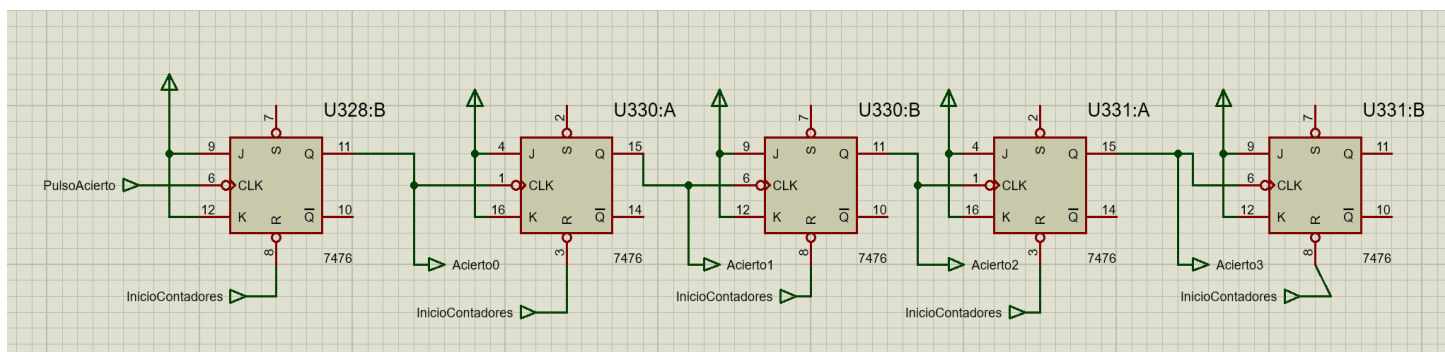 U328:B
U330:A
U330:B
U331:A
U331:B
7
2
7
2
7
9 J S Q 11
4 J S Q 15
9 J S Q 11
4 J S Q 15
9 J S Q 11
PulsoAcierto 6 CLK
1 CLK
6 CLK
1 CLK
6 CLK
12 K R Q 10
16 K R Q 14
12 K R Q 10
16 K R Q 14
12 K R Q 10
8
3
8
3
8
7476
7476
7476
7476
7476
Acierto0
Acierto1
Acierto2
Acierto3
InicioContadores
InicioContadores
InicioContadores
InicioContadores
InicioContadores